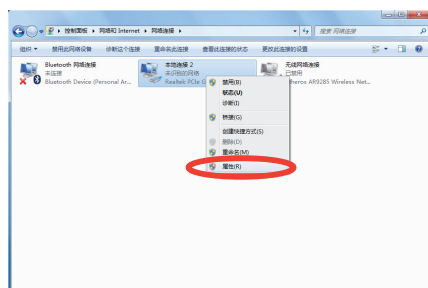 控制面板 ▸ 网络和 Internet ▸ 网络连接 ▸
搜索 网络连接
组织 ▾ 禁用此网络设备 诊断这个连接 重命名此连接 查看此连接的状态 更改此连接的设置
Bluetooth 网络连接
未连接
Bluetooth Device (Personal Ar...
本地连接 2
未识别的网络
Realtek PCIe G
无线网络连接
已禁用
Atheros AR9285 Wireless Net...
禁用(B)
状态(U)
诊断(I)
桥接(G)
创建快捷方式(S)
删除(D)
重命名(M)
属性(R)